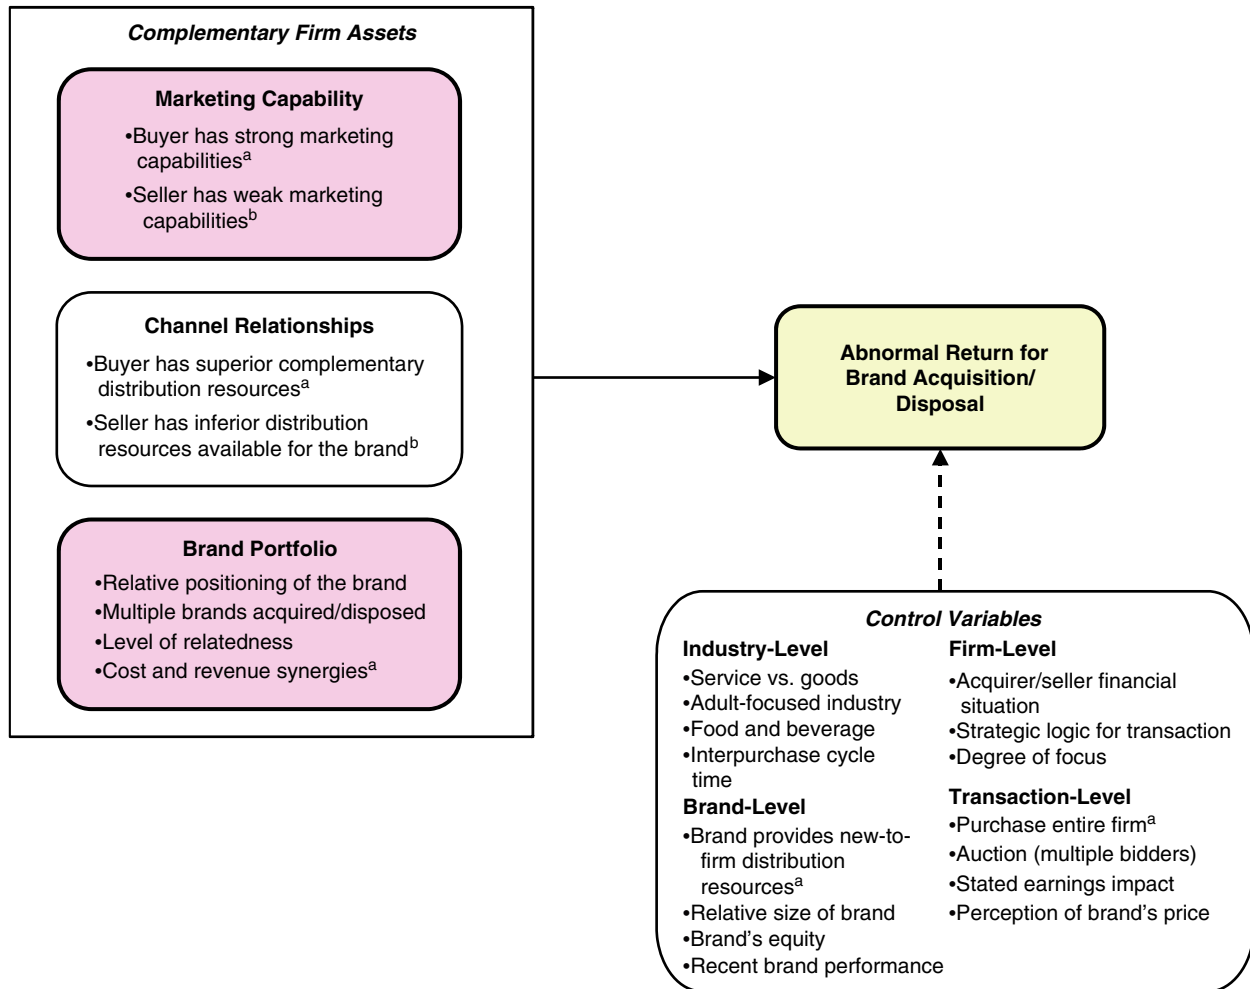 Complementary Firm Assets
Marketing Capability
•Buyer has strong marketing
capabilitiesᵃ
•Seller has weak marketing
capabilitiesᵇ
Channel Relationships
•Buyer has superior complementary
distribution resourcesᵃ
•Seller has inferior distribution
resources available for the brandᵇ
Brand Portfolio
•Relative positioning of the brand
•Multiple brands acquired/disposed
•Level of relatedness
•Cost and revenue synergiesᵃ
Abnormal Return for
Brand Acquisition/
Disposal
Control Variables
Industry-Level
•Service vs. goods
•Adult-focused industry
•Food and beverage
•Interpurchase cycle
time
Brand-Level
•Brand provides new-to-
firm distribution
resourcesᵃ
•Relative size of brand
•Brand’s equity
•Recent brand performance
Firm-Level
•Acquirer/seller financial
situation
•Strategic logic for transaction
•Degree of focus
Transaction-Level
•Purchase entire firmᵃ
•Auction (multiple bidders)
•Stated earnings impact
•Perception of brand’s price